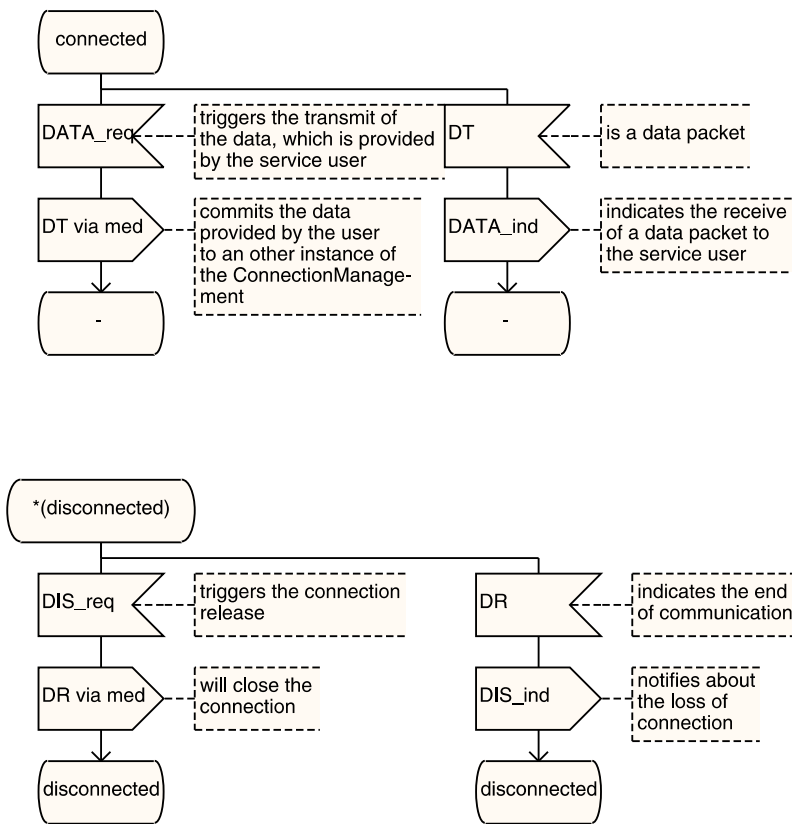 connected
DATA_req
triggers the transmit of
the data, which is provided
by the service user
DT
is a data packet
DT via med
commits the data
provided by the user
to an other instance of
the ConnectionManage-
ment
DATA_ind
indicates the receive
of a data packet to
the service user
-
-
*(disconnected)
DIS_req
triggers the connection
release
DR
indicates the end
of communication
DR via med
will close the
connection
DIS_ind
notifies about
the loss of
connection
disconnected
disconnected